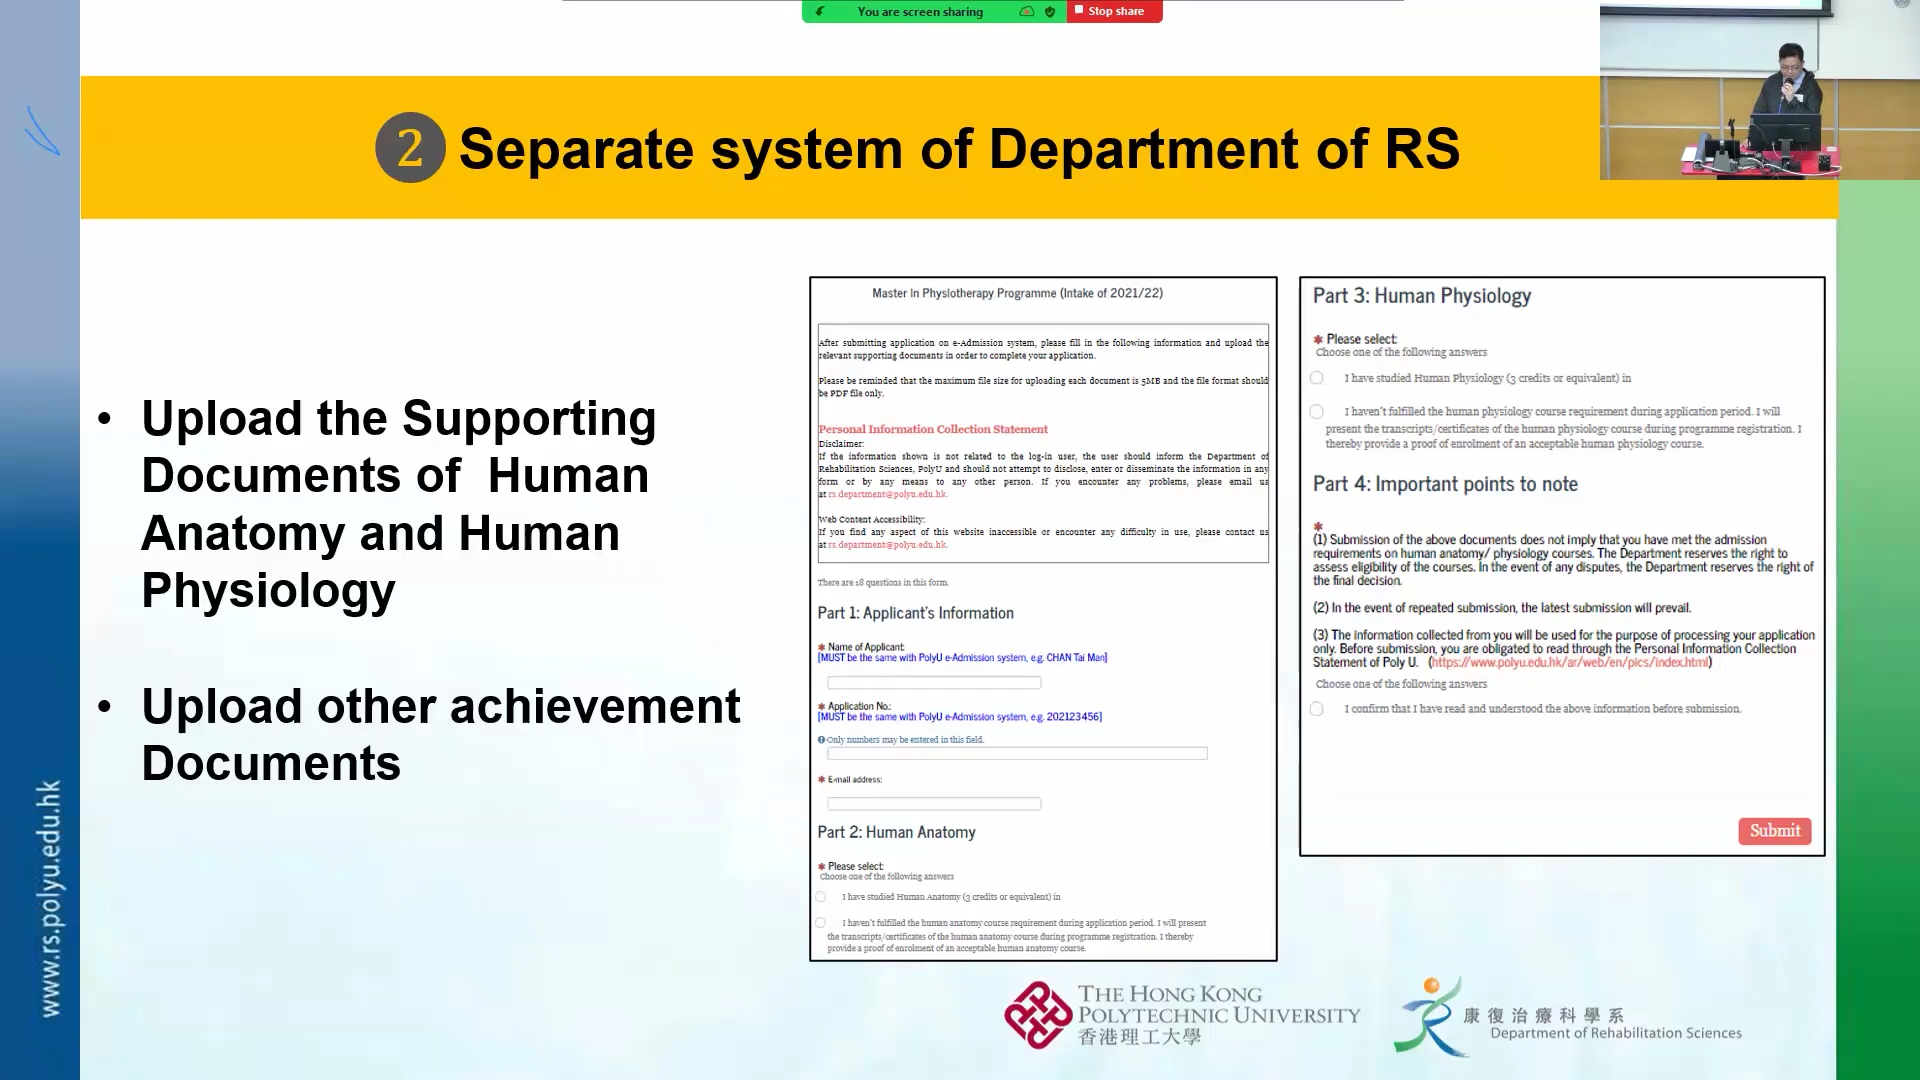 You are screen sharing
Stop share
2 Separate system of Department of RS
• Upload the Supporting
Documents of Human
Anatomy and Human
Physiology
• Upload other achievement
Documents
Master in Physiotherapy Programme (Intake of 2021/22)
After submitting application on e-Admission system, please fill in the following information and upload the
relevant supporting documents in order to complete your application.
Please be reminded that the maximum file size for uploading each document is 5MB and the file format should
be PDF file only.
Personal Information Collection Statement
Disclaimer:
If the information shown is not related to the log-in user, the user should inform the Department of
Rehabilitation Sciences, PolyU and should not attempt to disclose, enter or disseminate the information in any
form or by any means to any other person. If you encounter any problems, please email us
at rs.department@polyu.edu.hk.
Web Content Accessibility:
If you find any aspect of this website inaccessible or encounter any difficulty in use, please contact us
at rs.department@polyu.edu.hk.
There are 18 questions in this form.
Part 1: Applicant's Information
* Name of Applicant:
[MUST be the same with PolyU e-Admission system, e.g. CHAN Tai Man]
* Application No.:
[MUST be the same with PolyU e-Admission system, e.g. 202123456]
Only numbers may be entered in this field.
* E-mail address:
Part 2: Human Anatomy
* Please select:
Choose one of the following answers
I have studied Human Anatomy (3 credits or equivalent) in
I haven't fulfilled the human anatomy course requirement during application period. I will present
the transcripts/certificates of the human anatomy course during programme registration. I thereby
provide a proof of enrolment of an acceptable human anatomy course.
Part 3: Human Physiology
* Please select:
Choose one of the following answers
I have studied Human Physiology (3 credits or equivalent) in
I haven't fulfilled the human physiology course requirement during application period. I will
present the transcripts/certificates of the human physiology course during programme registration. I
thereby provide a proof of enrolment of an acceptable human physiology course.
Part 4: Important points to note
*
(1) Submission of the above documents does not imply that you have met the admission
requirements on human anatomy/ physiology courses. The Department reserves the right to
assess eligibility of the courses. In the event of any disputes, the Department reserves the right of
the final decision.
(2) In the event of repeated submission, the latest submission will prevail.
(3) The information collected from you will be used for the purpose of processing your application
only. Before submission, you are obligated to read through the Personal Information Collection
Statement of Poly U. (https://www.polyu.edu.hk/ar/web/en/pics/index.html)
Choose one of the following answers
I confirm that I have read and understood the above information before submission.
Submit
www.rs.polyu.edu.hk
THE HONG KONG
POLYTECHNIC UNIVERSITY
香港理工大學
康復治療科學系
Department of Rehabilitation Sciences